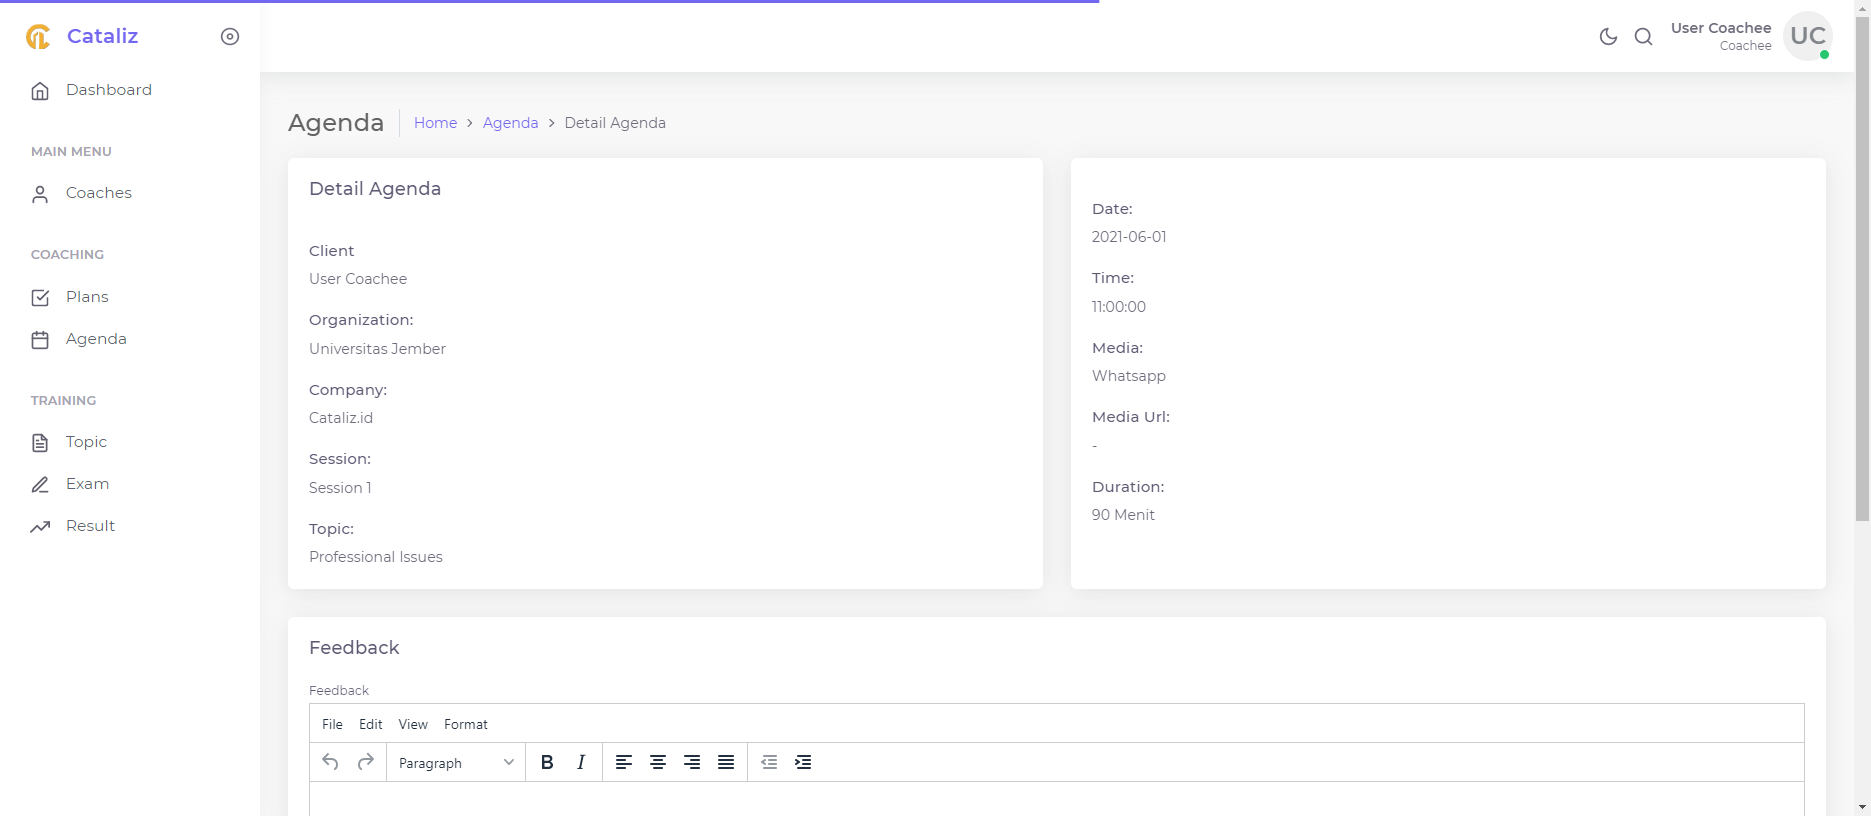 Cataliz
Dashboard
MAIN MENU
Coaches
COACHING
Plans
Agenda
TRAINING
Topic
Exam
Result
User Coachee
Coachee
UC
Agenda
Home > Agenda > Detail Agenda
Detail Agenda
Client
User Coachee
Organization:
Universitas Jember
Company:
Cataliz.id
Session:
Session 1
Topic:
Professional Issues
Date:
2021-06-01
Time:
11:00:00
Media:
Whatsapp
Media Url:
-
Duration:
90 Menit
Feedback
Feedback
File Edit View Format
Paragraph B I